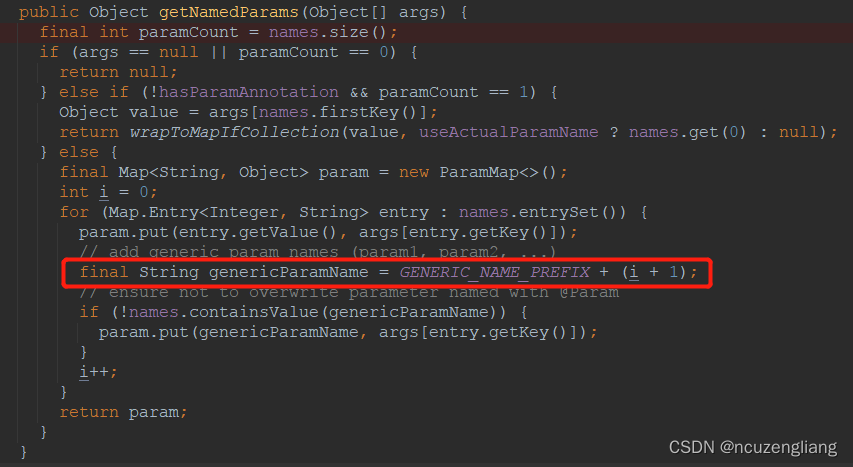 public Object getNamedParams(Object[] args) {
final int paramCount = names.size();
if (args == null || paramCount == 0) {
return null;
} else if (!hasParamAnnotation && paramCount == 1) {
Object value = args[names.firstKey()];
return wrapToMapIfCollection(value, useActualParamName ? names.get(0) : null);
} else {
final Map<String, Object> param = new ParamMap<>();
int i = 0;
for (Map.Entry<Integer, String> entry : names.entrySet()) {
param.put(entry.getValue(), args[entry.getKey()]);
// add generic param names (param1, param2, ...)
final String genericParamName = GENERIC_NAME_PREFIX + (i + 1);
// ensure not to overwrite parameter named with @Param
if (!names.containsValue(genericParamName)) {
param.put(genericParamName, args[entry.getKey()]);
}
i++;
}
return param;
}
}
CSDN @ncuzengliang